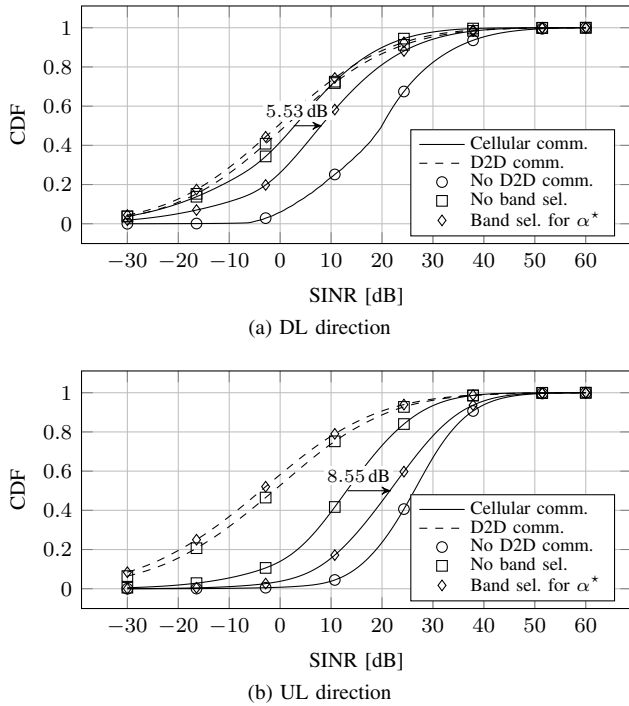 1
0.8
0.6
0.4
0.2
0
CDF
5.53 dB
Cellular comm.
D2D comm.
No D2D comm.
No band sel.
Band sel. for α⋆
−30 −20 −10 0 10 20 30 40 50 60
SINR [dB]
(a) DL direction
1
0.8
0.6
0.4
0.2
0
CDF
8.55 dB
Cellular comm.
D2D comm.
No D2D comm.
No band sel.
Band sel. for α⋆
−30 −20 −10 0 10 20 30 40 50 60
SINR [dB]
(b) UL direction